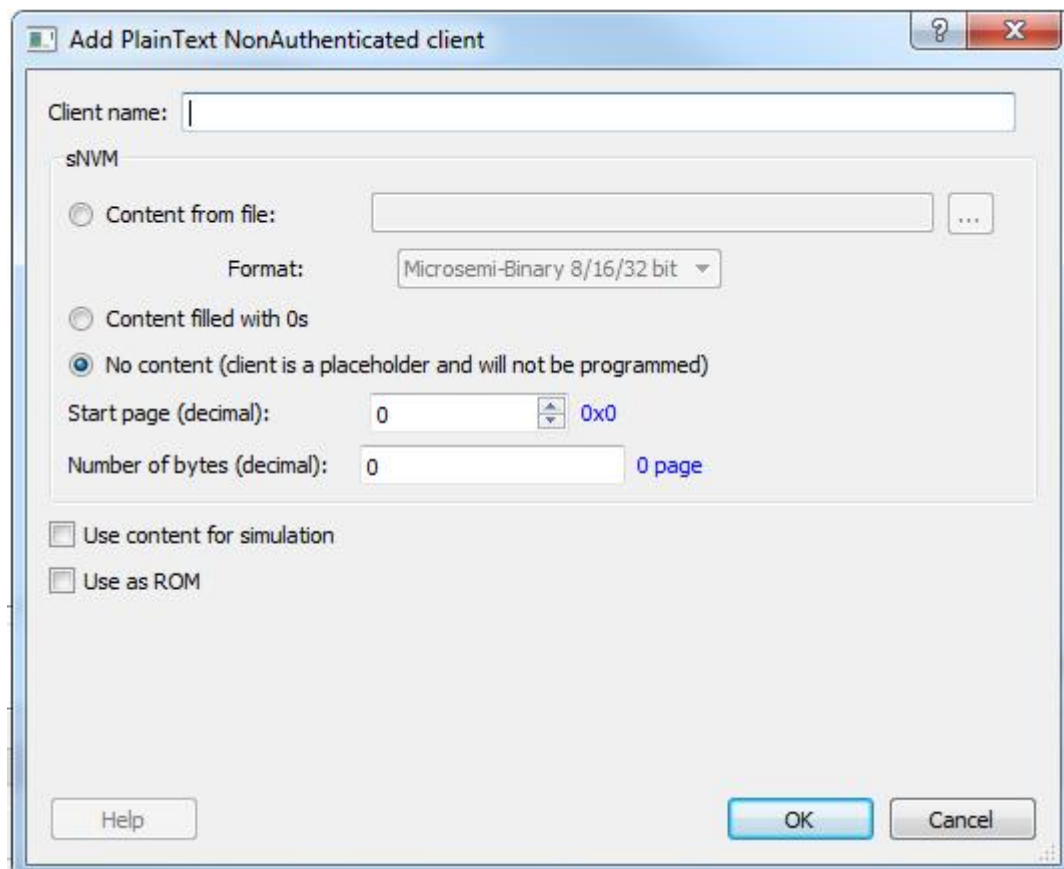 Add PlainText NonAuthenticated client
Client name:
sNVM
Content from file: ...
Format: Microsemi-Binary 8/16/32 bit
Content filled with 0s
No content (client is a placeholder and will not be programmed)
Start page (decimal): 0 0x0
Number of bytes (decimal): 0 0 page
Use content for simulation
Use as ROM
Help OK Cancel